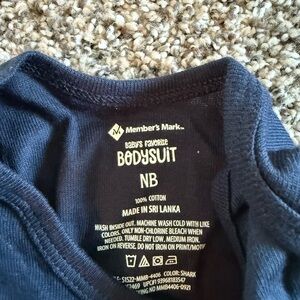 Member's Mark™
BABY'S FAVORITE
BODYSUIT
NB
100% COTTON
MADE IN SRI LANKA
WASH INSIDE OUT. MACHINE WASH COLD WITH LIKE
COLORS, ONLY NON-CHLORINE BLEACH WHEN
NEEDED, TUMBLE DRY LOW, MEDIUM IRON,
IRON ON REVERSE. DO NOT IRON ON PRINT/MOTIF
COLOR: SHARK